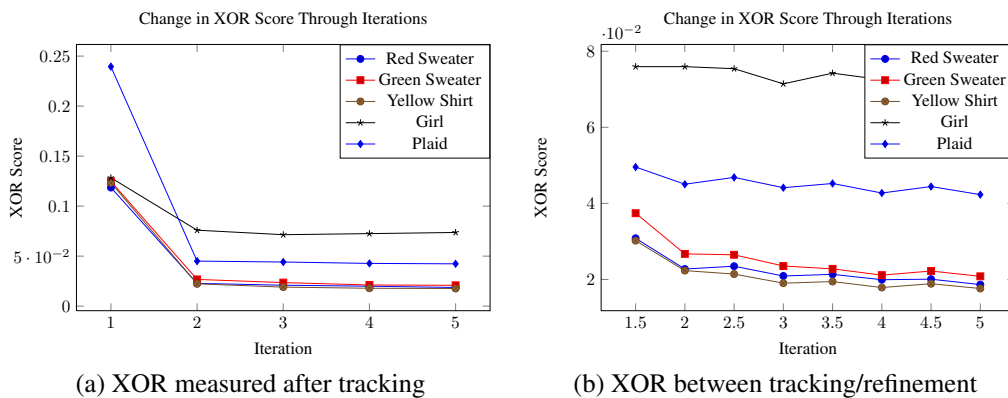 Change in XOR Score Through Iterations
XOR Score
0.25
0.2
0.15
0.1
5 · 10⁻²
0
Red Sweater
Green Sweater
Yellow Shirt
Girl
Plaid
1 2 3 4 5
Iteration
(a) XOR measured after tracking
Change in XOR Score Through Iterations
·10⁻²
XOR Score
8
6
4
2
Red Sweater
Green Sweater
Yellow Shirt
Girl
Plaid
1.5 2 2.5 3 3.5 4 4.5 5
Iteration
(b) XOR between tracking/refinement